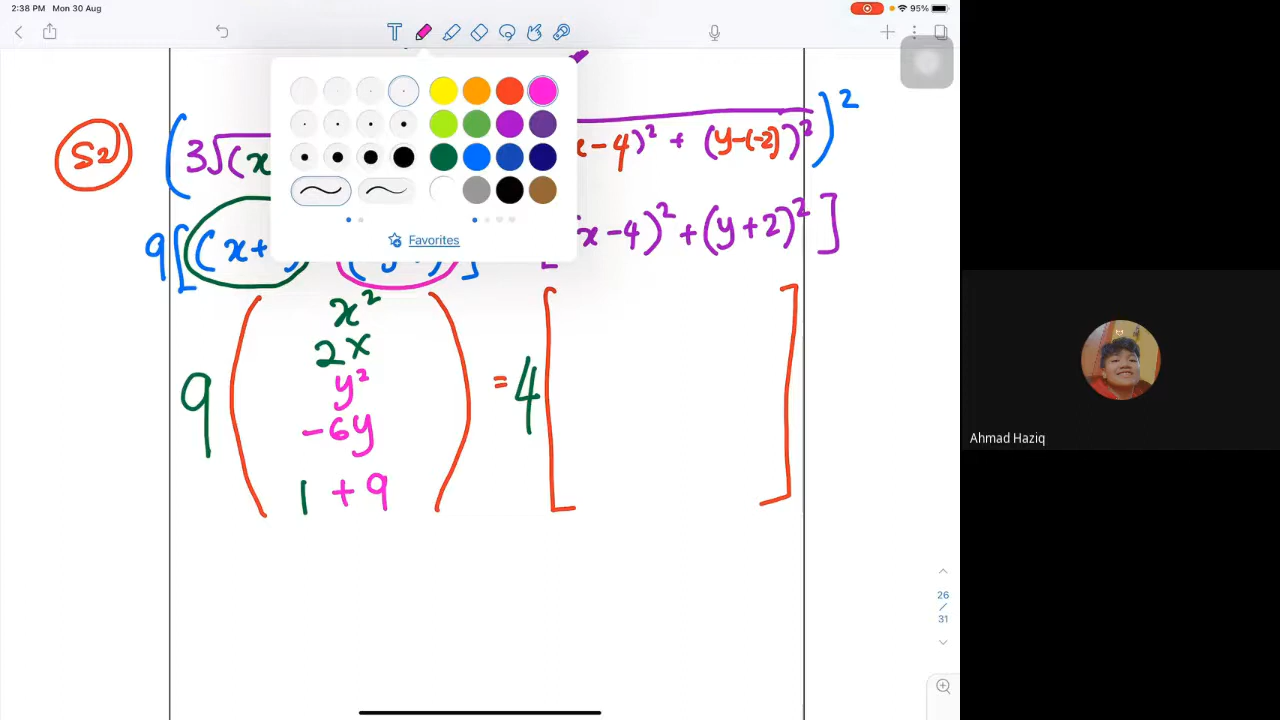 2:38 PM Mon 30 Aug 95%
T
S2) 3√(x x-4)² + (y-(-2))² )²
9[(x+ x-4)² + (y+2)² ]
Favorites
x²
2x
y²
9 = 4
-6y
1 + 9
Ahmad Haziq
26
/
31